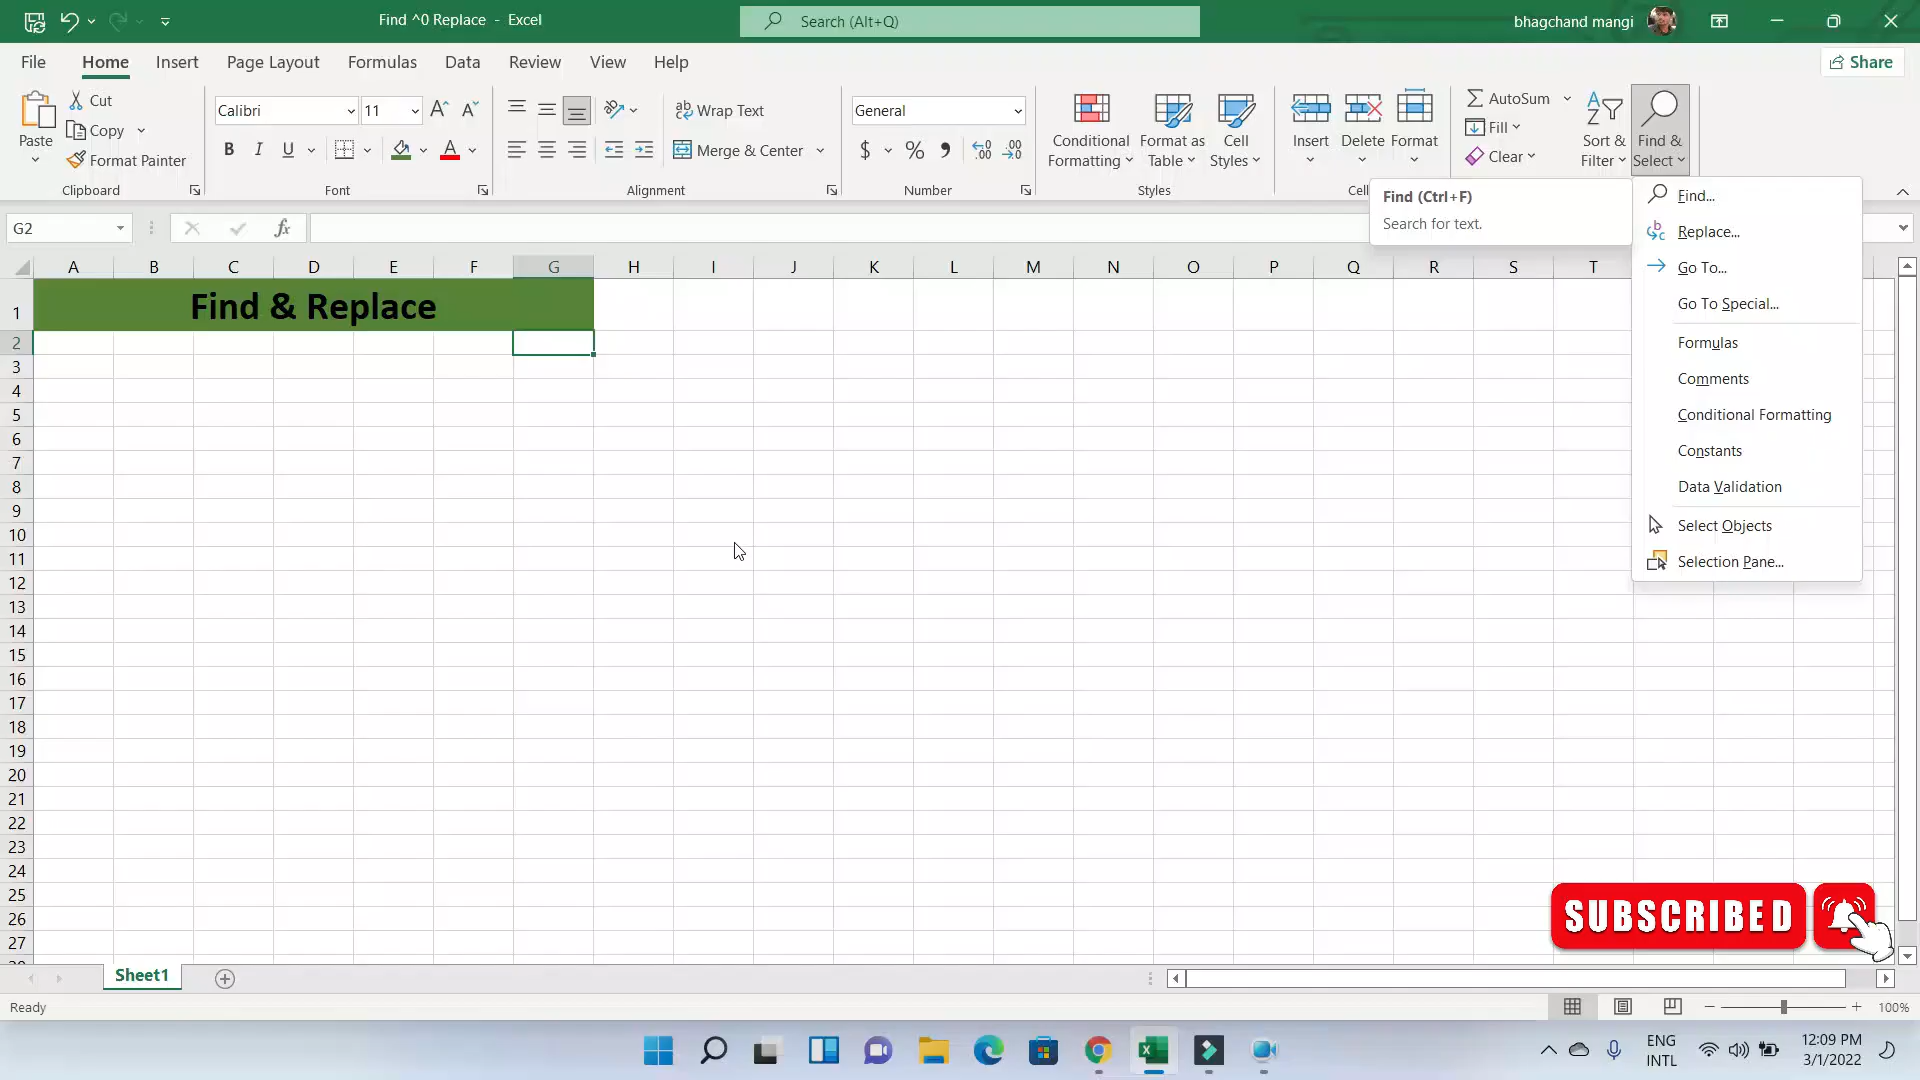 Find ^0 Replace - Excel
Search (Alt+Q)
bhagchand mangi
File Home Insert Page Layout Formulas Data Review View Help
Share
Paste
Cut
Copy
Format Painter
Clipboard
Calibri 11
B I U
Font
Wrap Text
Merge & Center
Alignment
General
$ % 9
Number
Conditional Formatting
Format as Table
Cell Styles
Styles
Insert Delete Format
Cell
AutoSum
Fill
Clear
Sort & Filter
Find & Select
Find (Ctrl+F)
Search for text.
Find...
Replace...
Go To...
Go To Special...
Formulas
Comments
Conditional Formatting
Constants
Data Validation
Select Objects
Selection Pane...
G2
fx
A B C D E F G H I J K L M N O P Q R S T
1
Find & Replace
2
3
4
5
6
7
8
9
10
11
12
13
14
15
16
17
18
19
20
21
22
23
24
25
26
27
SUBSCRIBED
Sheet1
Ready
100%
ENG
INTL
12:09 PM
3/1/2022